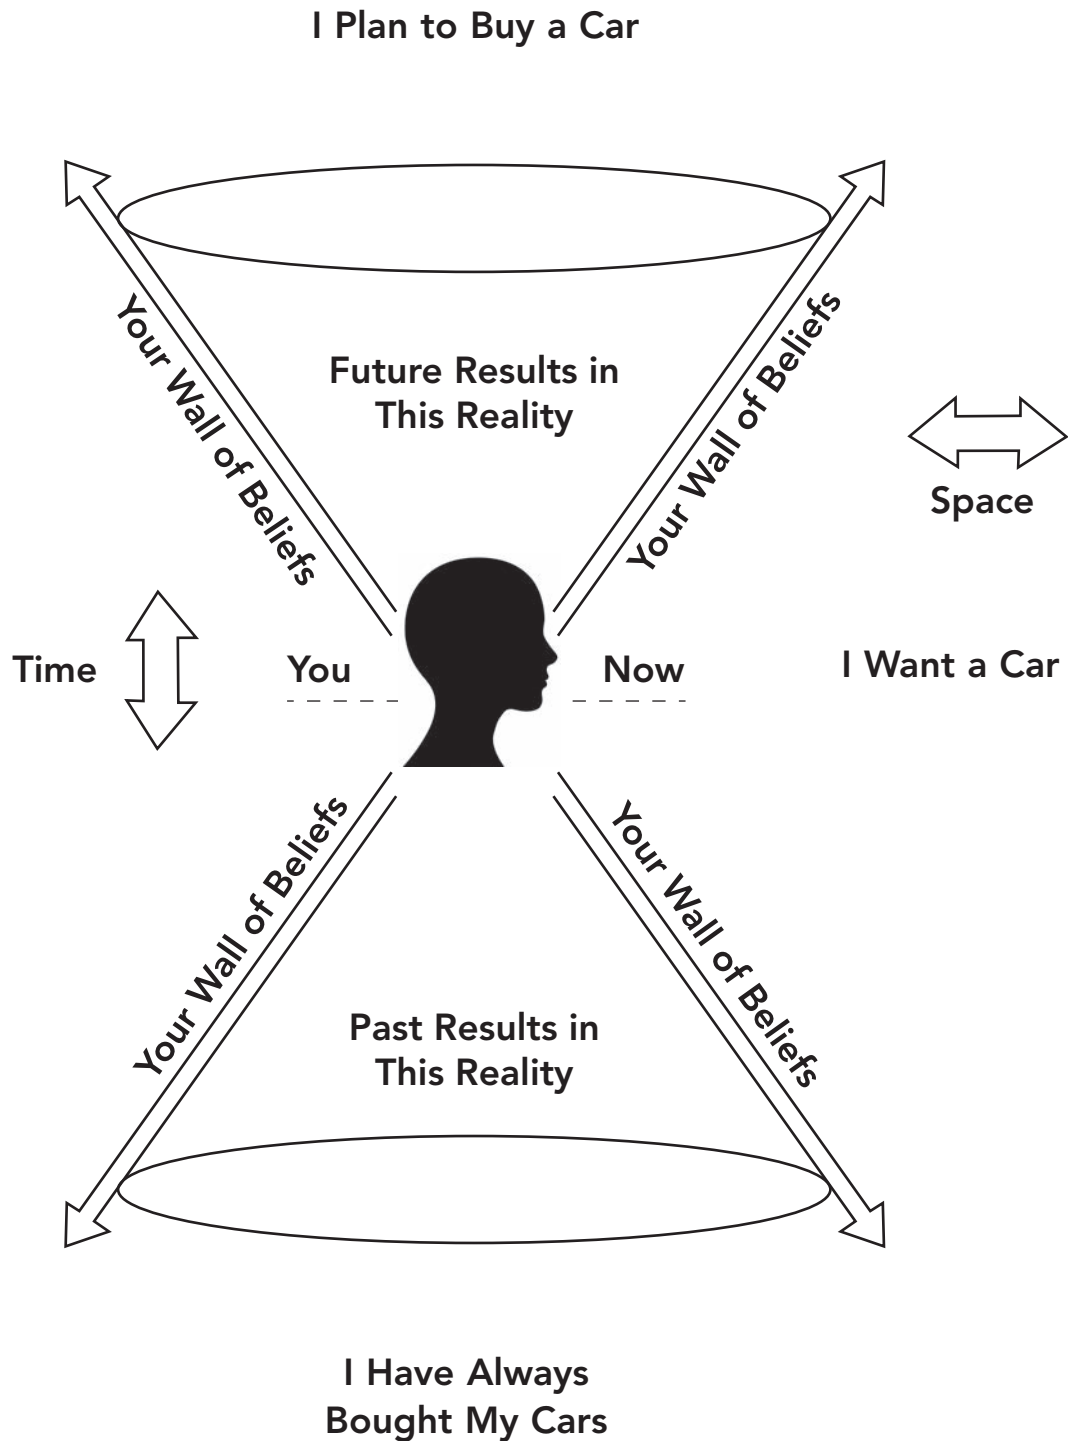 I Plan to Buy a Car
Your Wall of Beliefs
Future Results in
This Reality
Your Wall of Beliefs
Space
Time
You
Now
I Want a Car
Your Wall of Beliefs
Past Results in
This Reality
Your Wall of Beliefs
I Have Always
Bought My Cars